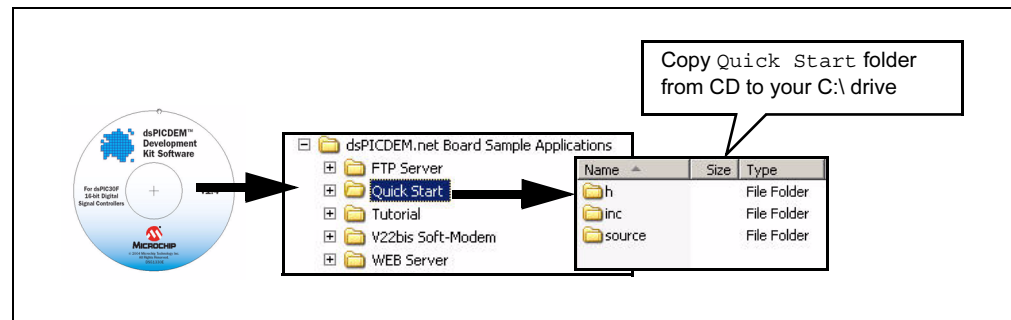 Copy Quick Start folder
from CD to your C:\ drive
dsPICDEM™
Development
Kit Software
For dsPIC30F
16-bit Digital
Signal Controllers
MICROCHIP
dsPICDEM.net Board Sample Applications
FTP Server
Quick Start
Tutorial
V22bis Soft-Modem
WEB Server
Name Size Type
h File Folder
inc File Folder
source File Folder